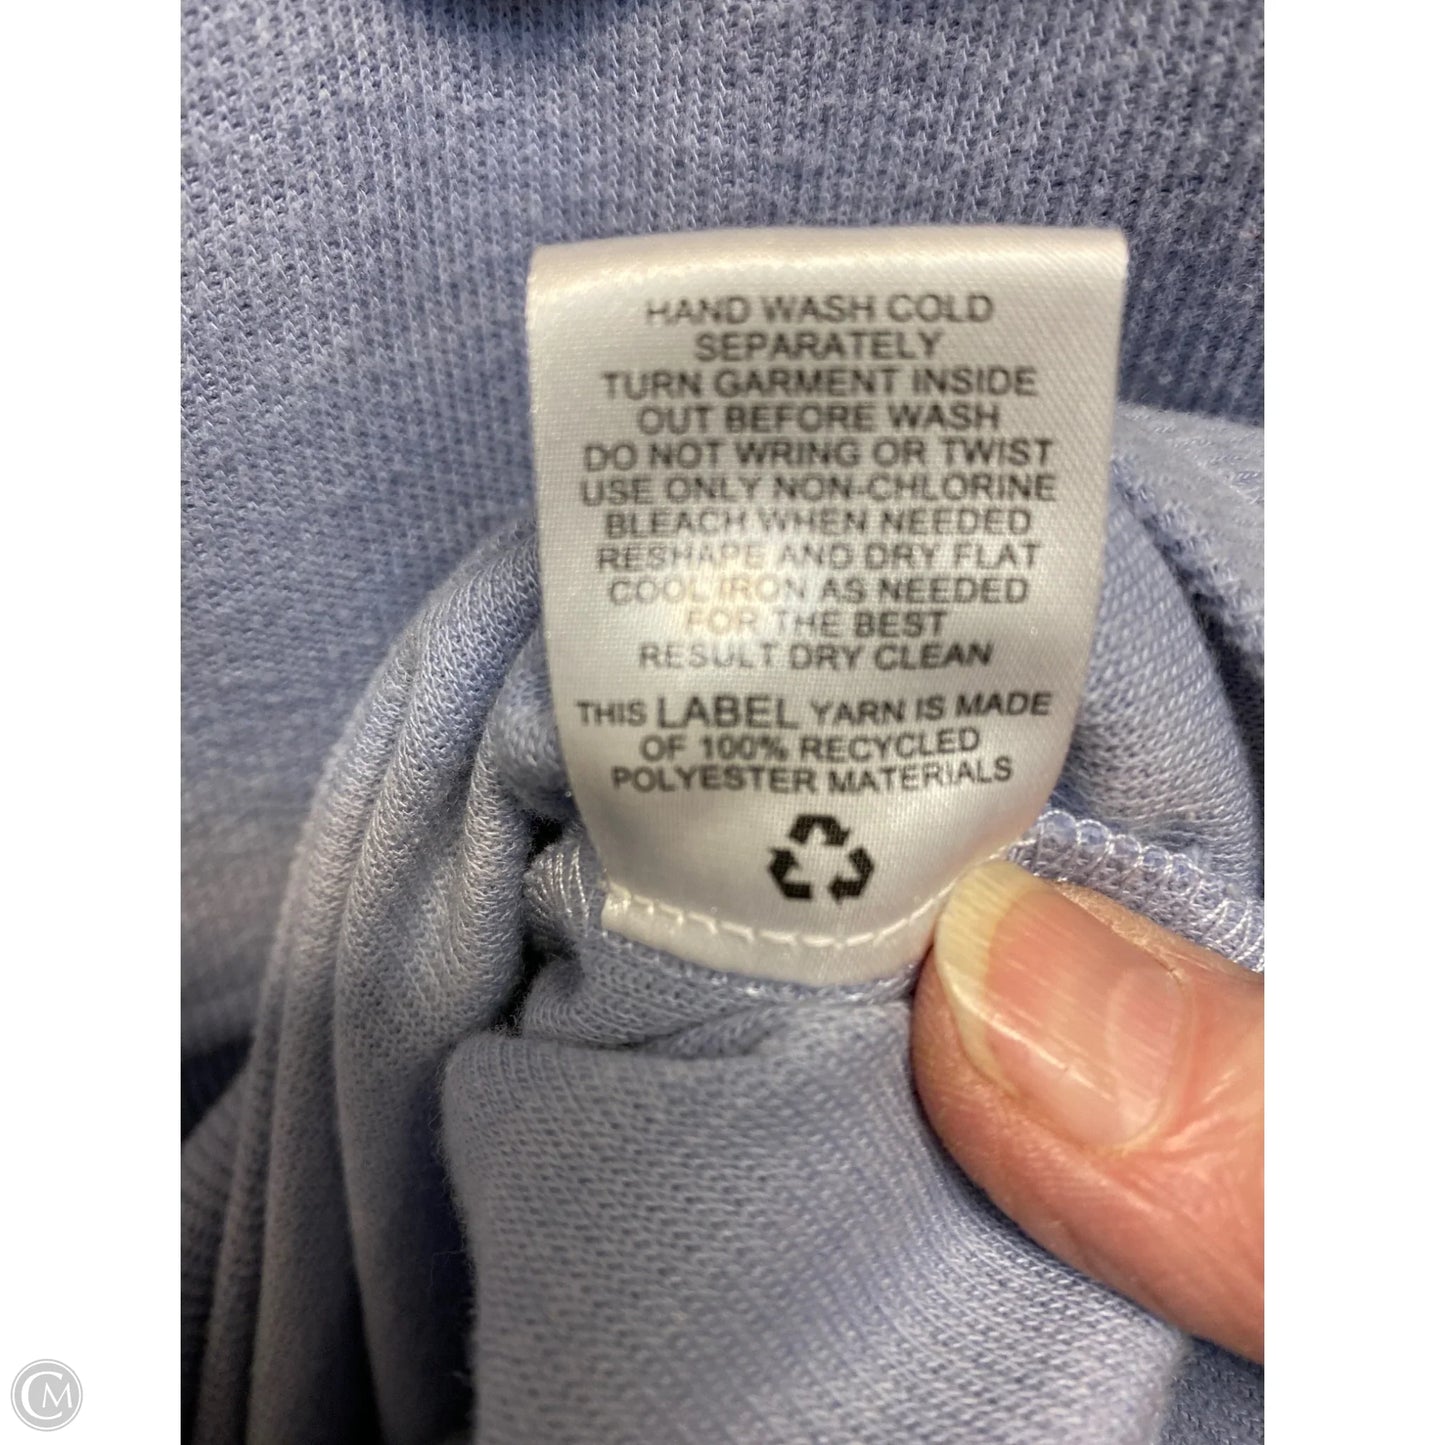 HAND WASH COLD
SEPARATELY
TURN GARMENT INSIDE
OUT BEFORE WASH
DO NOT WRING OR TWIST
USE ONLY NON-CHLORINE
BLEACH WHEN NEEDED
RESHAPE AND DRY FLAT
COOL IRON AS NEEDED
FOR THE BEST
RESULT DRY CLEAN
THIS LABEL YARN IS MADE
OF 100% RECYCLED
POLYESTER MATERIALS
CM